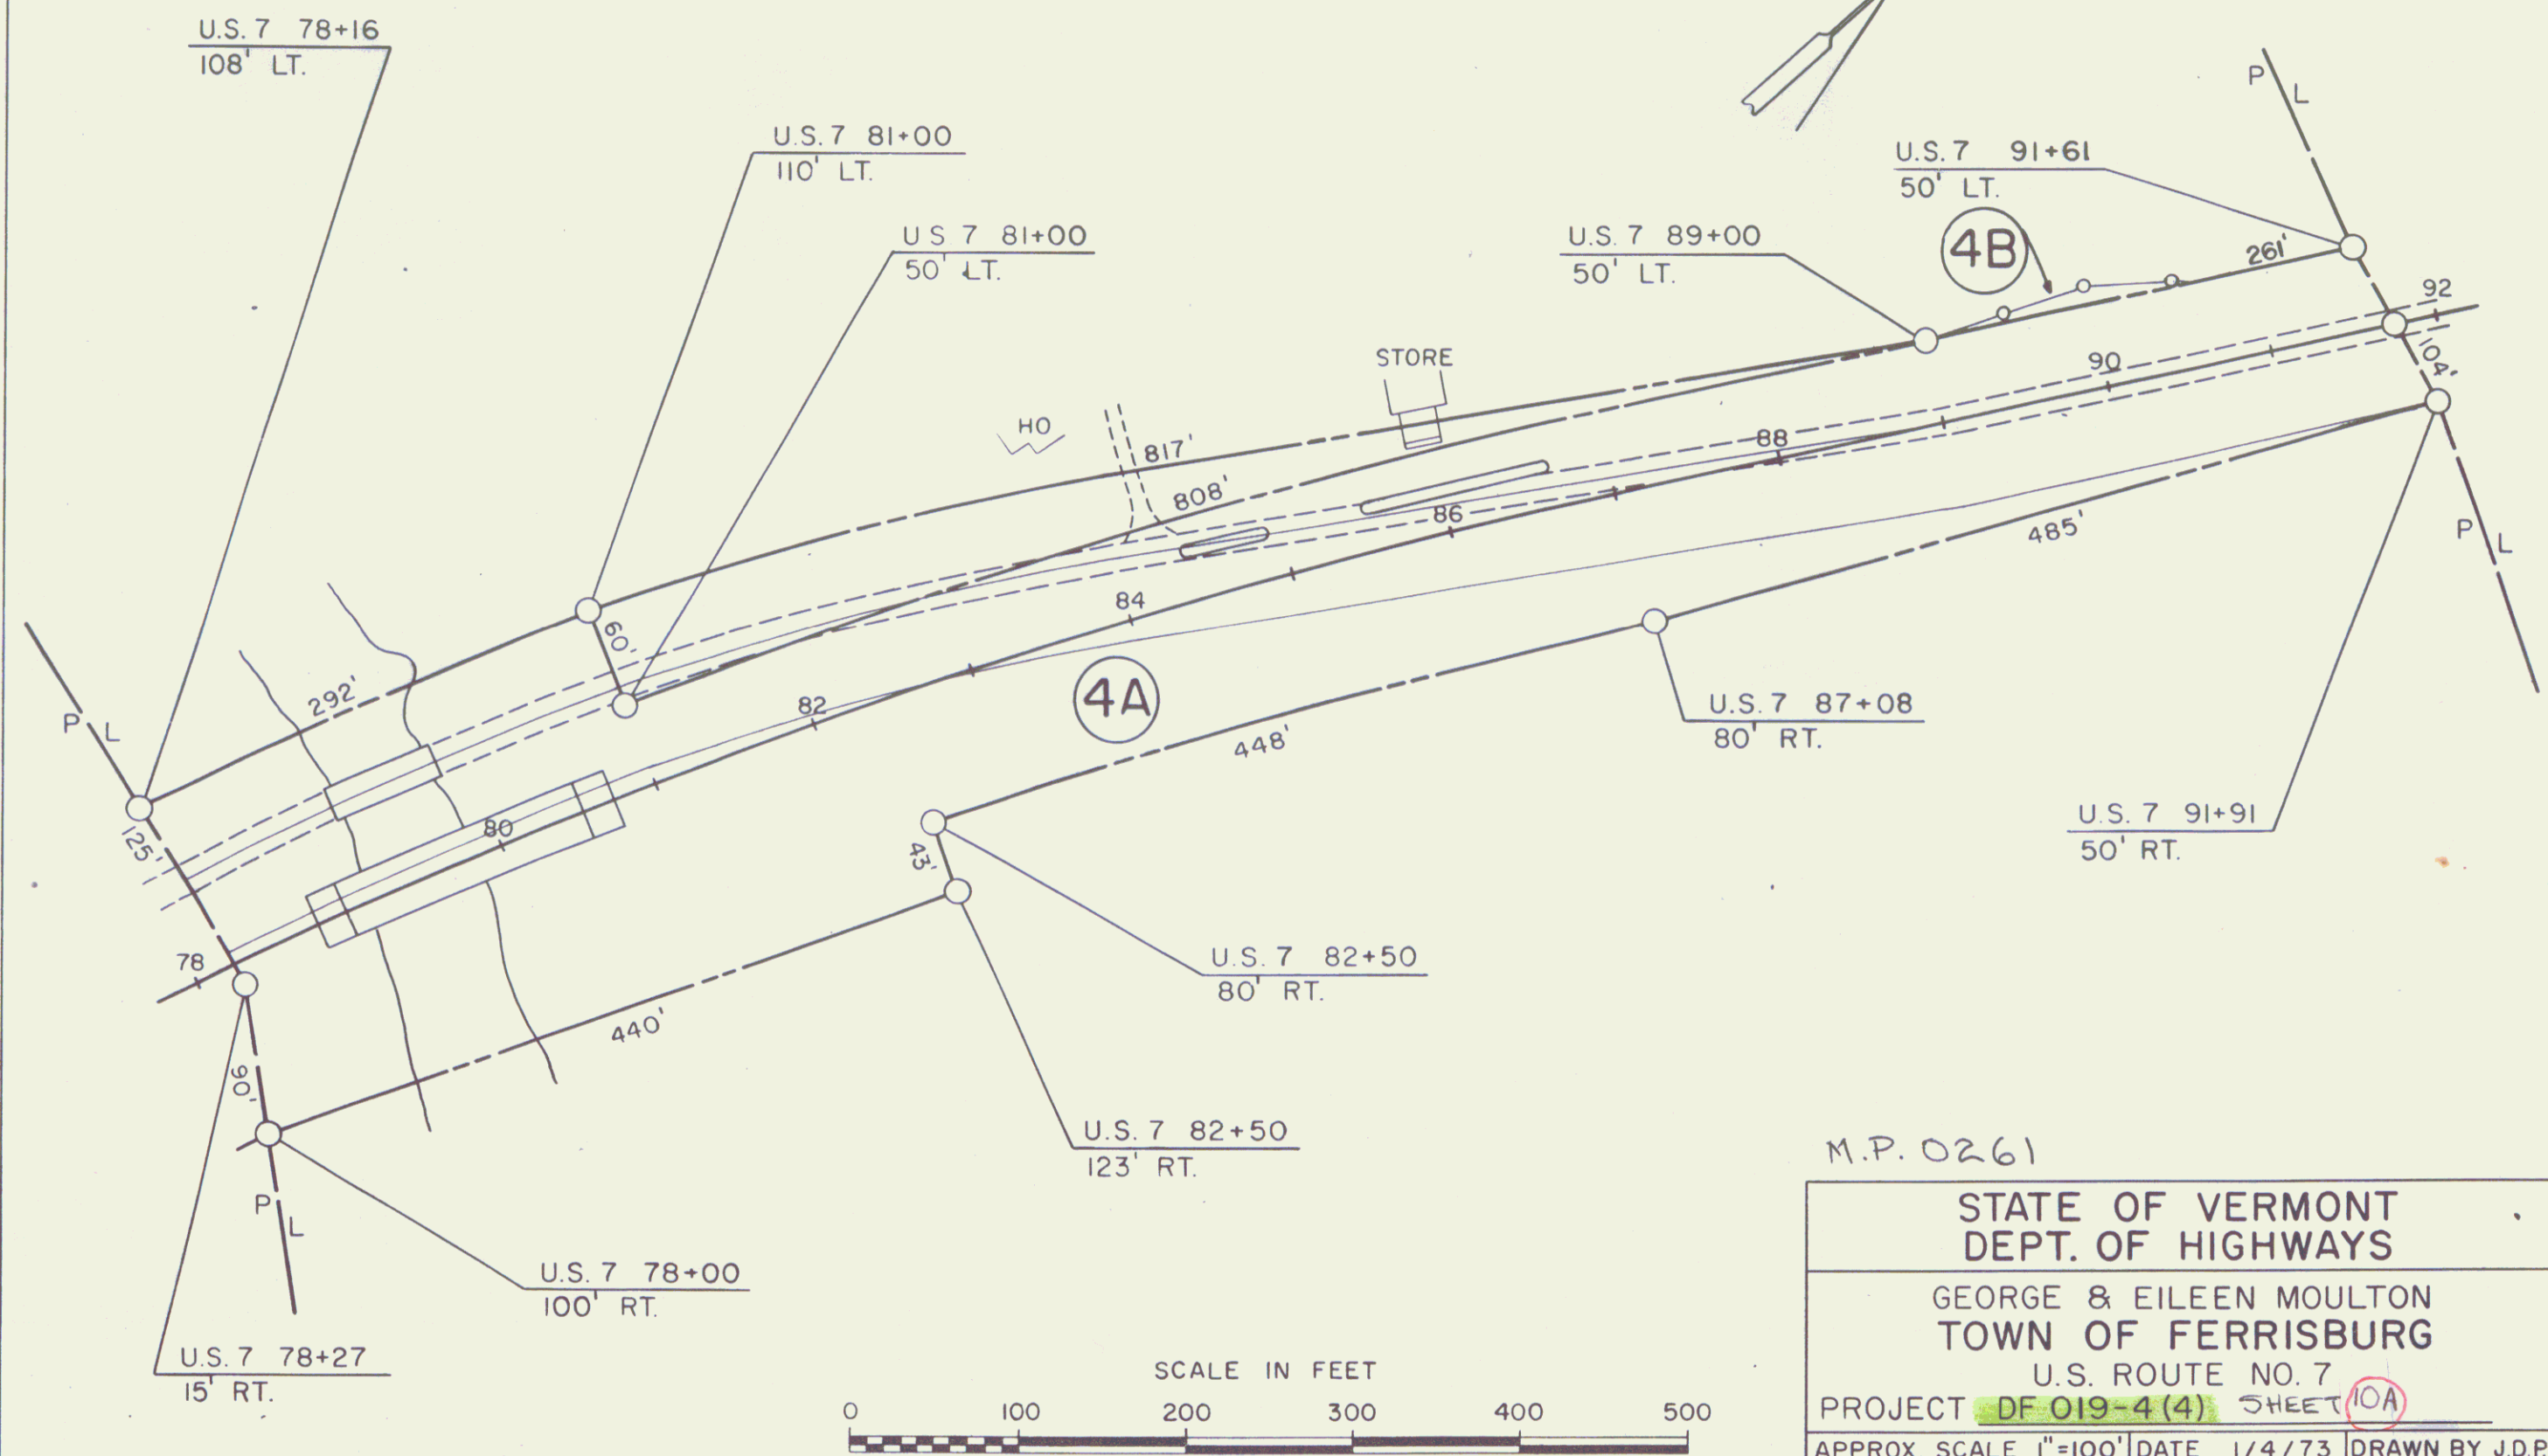 U.S. 7 78+16
108' LT.
U.S. 7 81+00
110' LT.
U S 7 81+00
50' LT.
U.S. 7 89+00
50' LT.
U.S. 7 91+61
50' LT.
4B
P L
261'
92
104'
90
STORE
HO
817'
808'
88
86
84
82
80
78
60'
292'
P L
125'
4A
448'
485'
P L
U.S. 7 87+08
80' RT.
U.S. 7 91+91
50' RT.
43'
U.S. 7 82+50
80' RT.
440'
90'
U.S. 7 82+50
123' RT.
P L
U.S. 7 78+00
100' RT.
U.S. 7 78+27
15' RT.
SCALE IN FEET
0 100 200 300 400 500
M.P. 0261
STATE OF VERMONT
DEPT. OF HIGHWAYS
GEORGE & EILEEN MOULTON
TOWN OF FERRISBURG
U.S. ROUTE NO. 7
PROJECT DF 019-4(4) SHEET 10A
APPROX. SCALE 1"=100' DATE 1/4/73 DRAWN BY J.D.P.